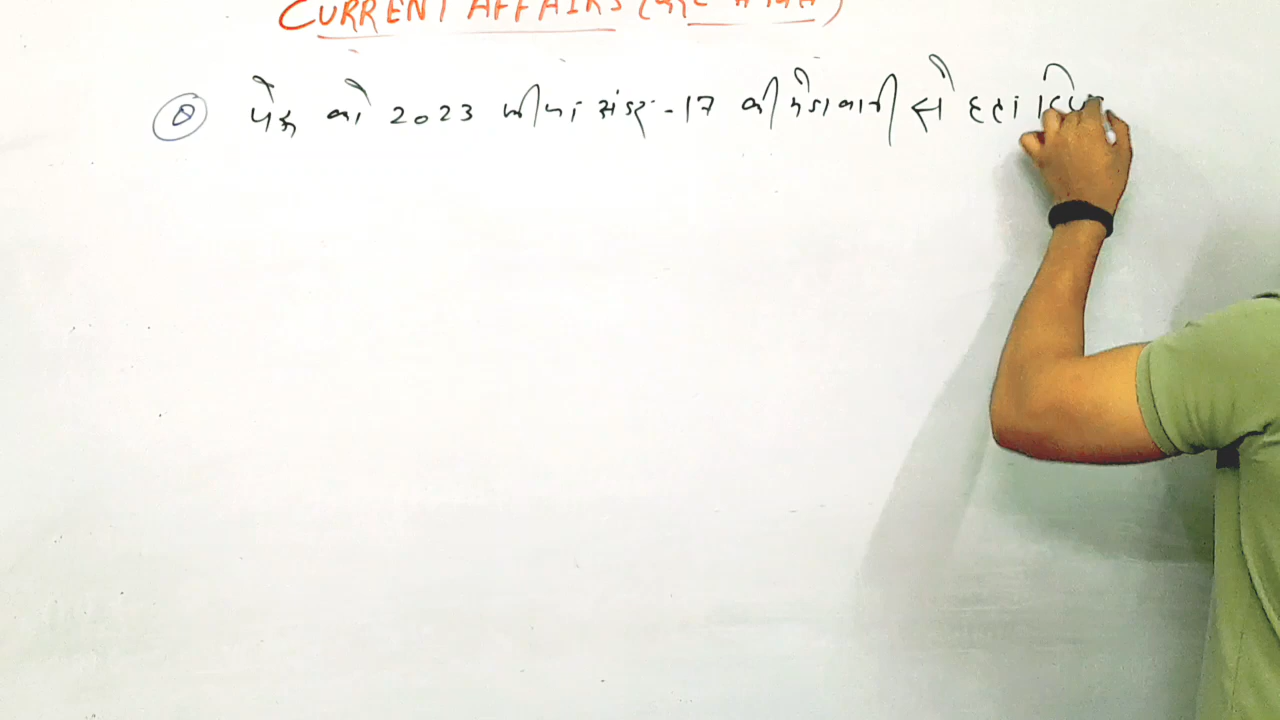 CURRENT AFFAIRS (
पेरू को 2023 फीफा अंडर-17 की मेजबानी से हटा दिय